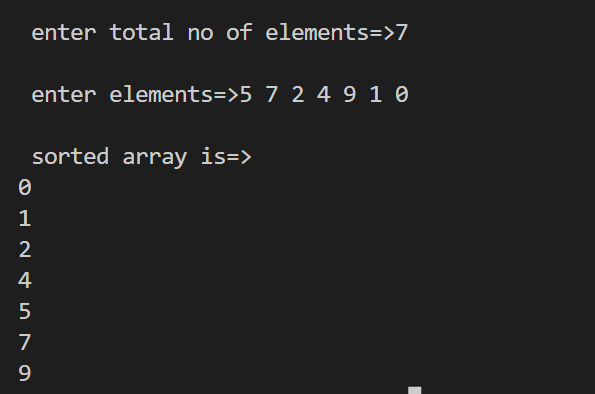 enter total no of elements=>7
enter elements=>5 7 2 4 9 1 0
sorted array is=>
0
1
2
4
5
7
9